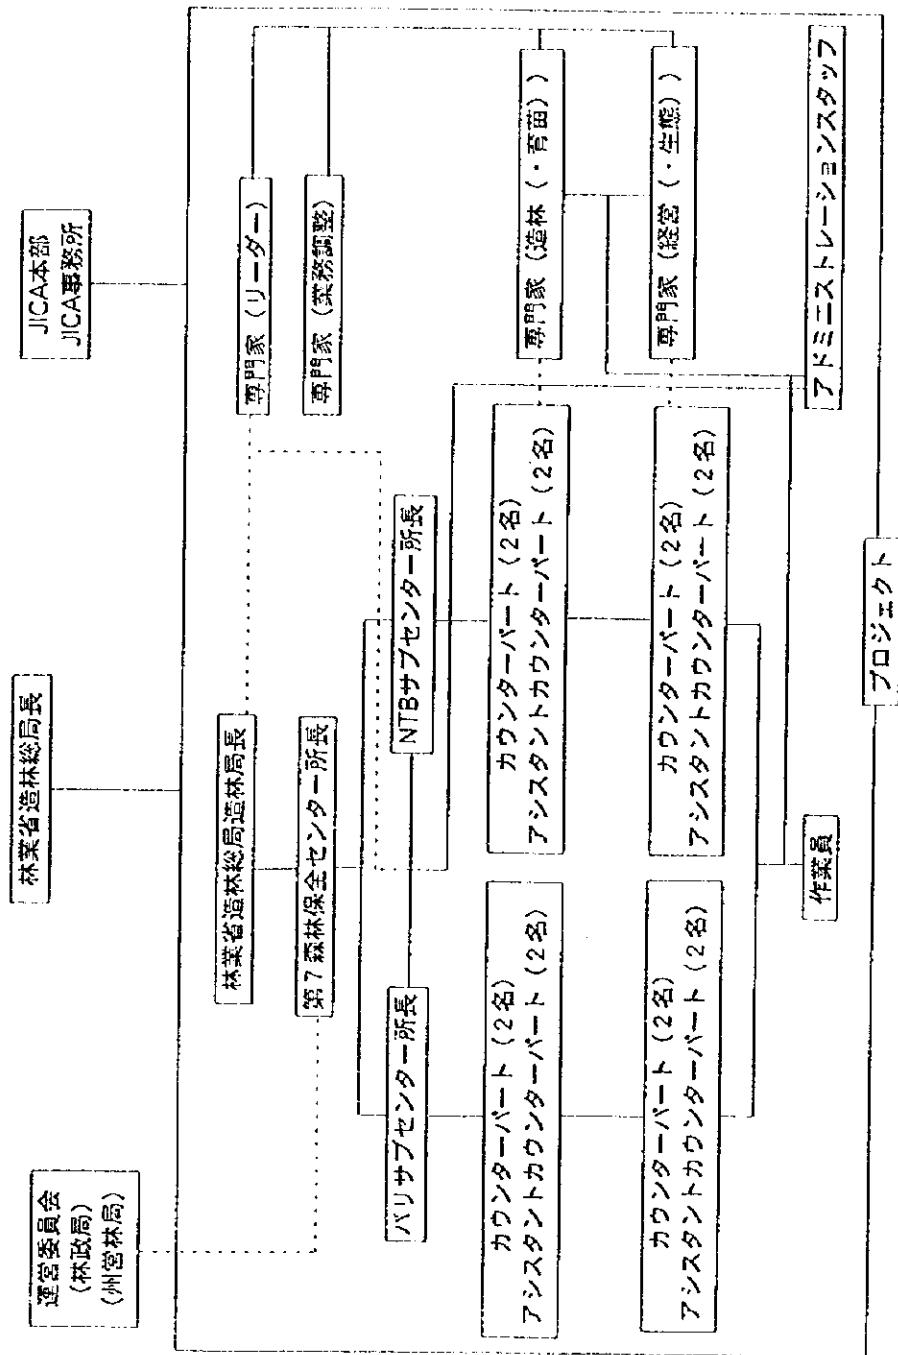 運営委員会
(林政局)
(州営林局)
林業省造林総局長
JICA本部
JICA事務所
林業省造林総局造林局長
専門家（リーダー）
第7森林保全センター所長
専門家（業務調整）
バリサブセンター所長
NTBサブセンター所長
カウンターパート（2名）
アシスタントカウンターパート（2名）
カウンターパート（2名）
アシスタントカウンターパート（2名）
専門家（造林（・育苗））
カウンターパート（2名）
アシスタントカウンターパート（2名）
カウンターパート（2名）
アシスタントカウンターパート（2名）
専門家（経営（・生態））
作業員
アドミニストレーションスタッフ
プロジェクト